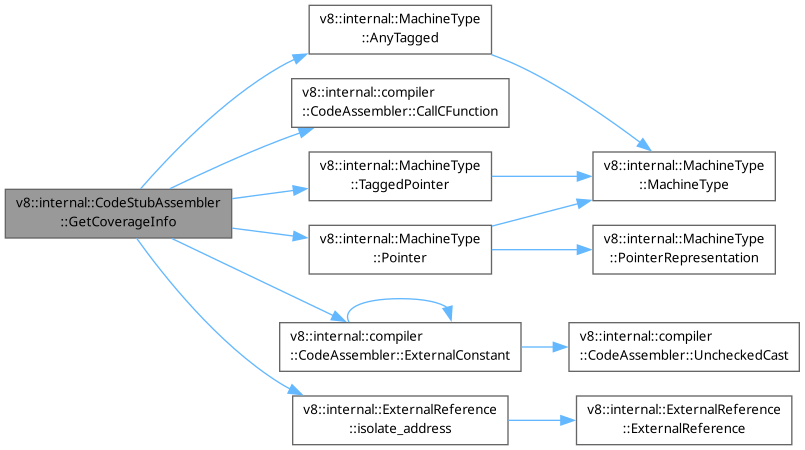 v8::internal::CodeStubAssembler
::GetCoverageInfo
v8::internal::MachineType
::AnyTagged
v8::internal::compiler
::CodeAssembler::CallCFunction
v8::internal::MachineType
::TaggedPointer
v8::internal::MachineType
::Pointer
v8::internal::compiler
::CodeAssembler::ExternalConstant
v8::internal::ExternalReference
::isolate_address
v8::internal::MachineType
::MachineType
v8::internal::MachineType
::PointerRepresentation
v8::internal::compiler
::CodeAssembler::UncheckedCast
v8::internal::ExternalReference
::ExternalReference